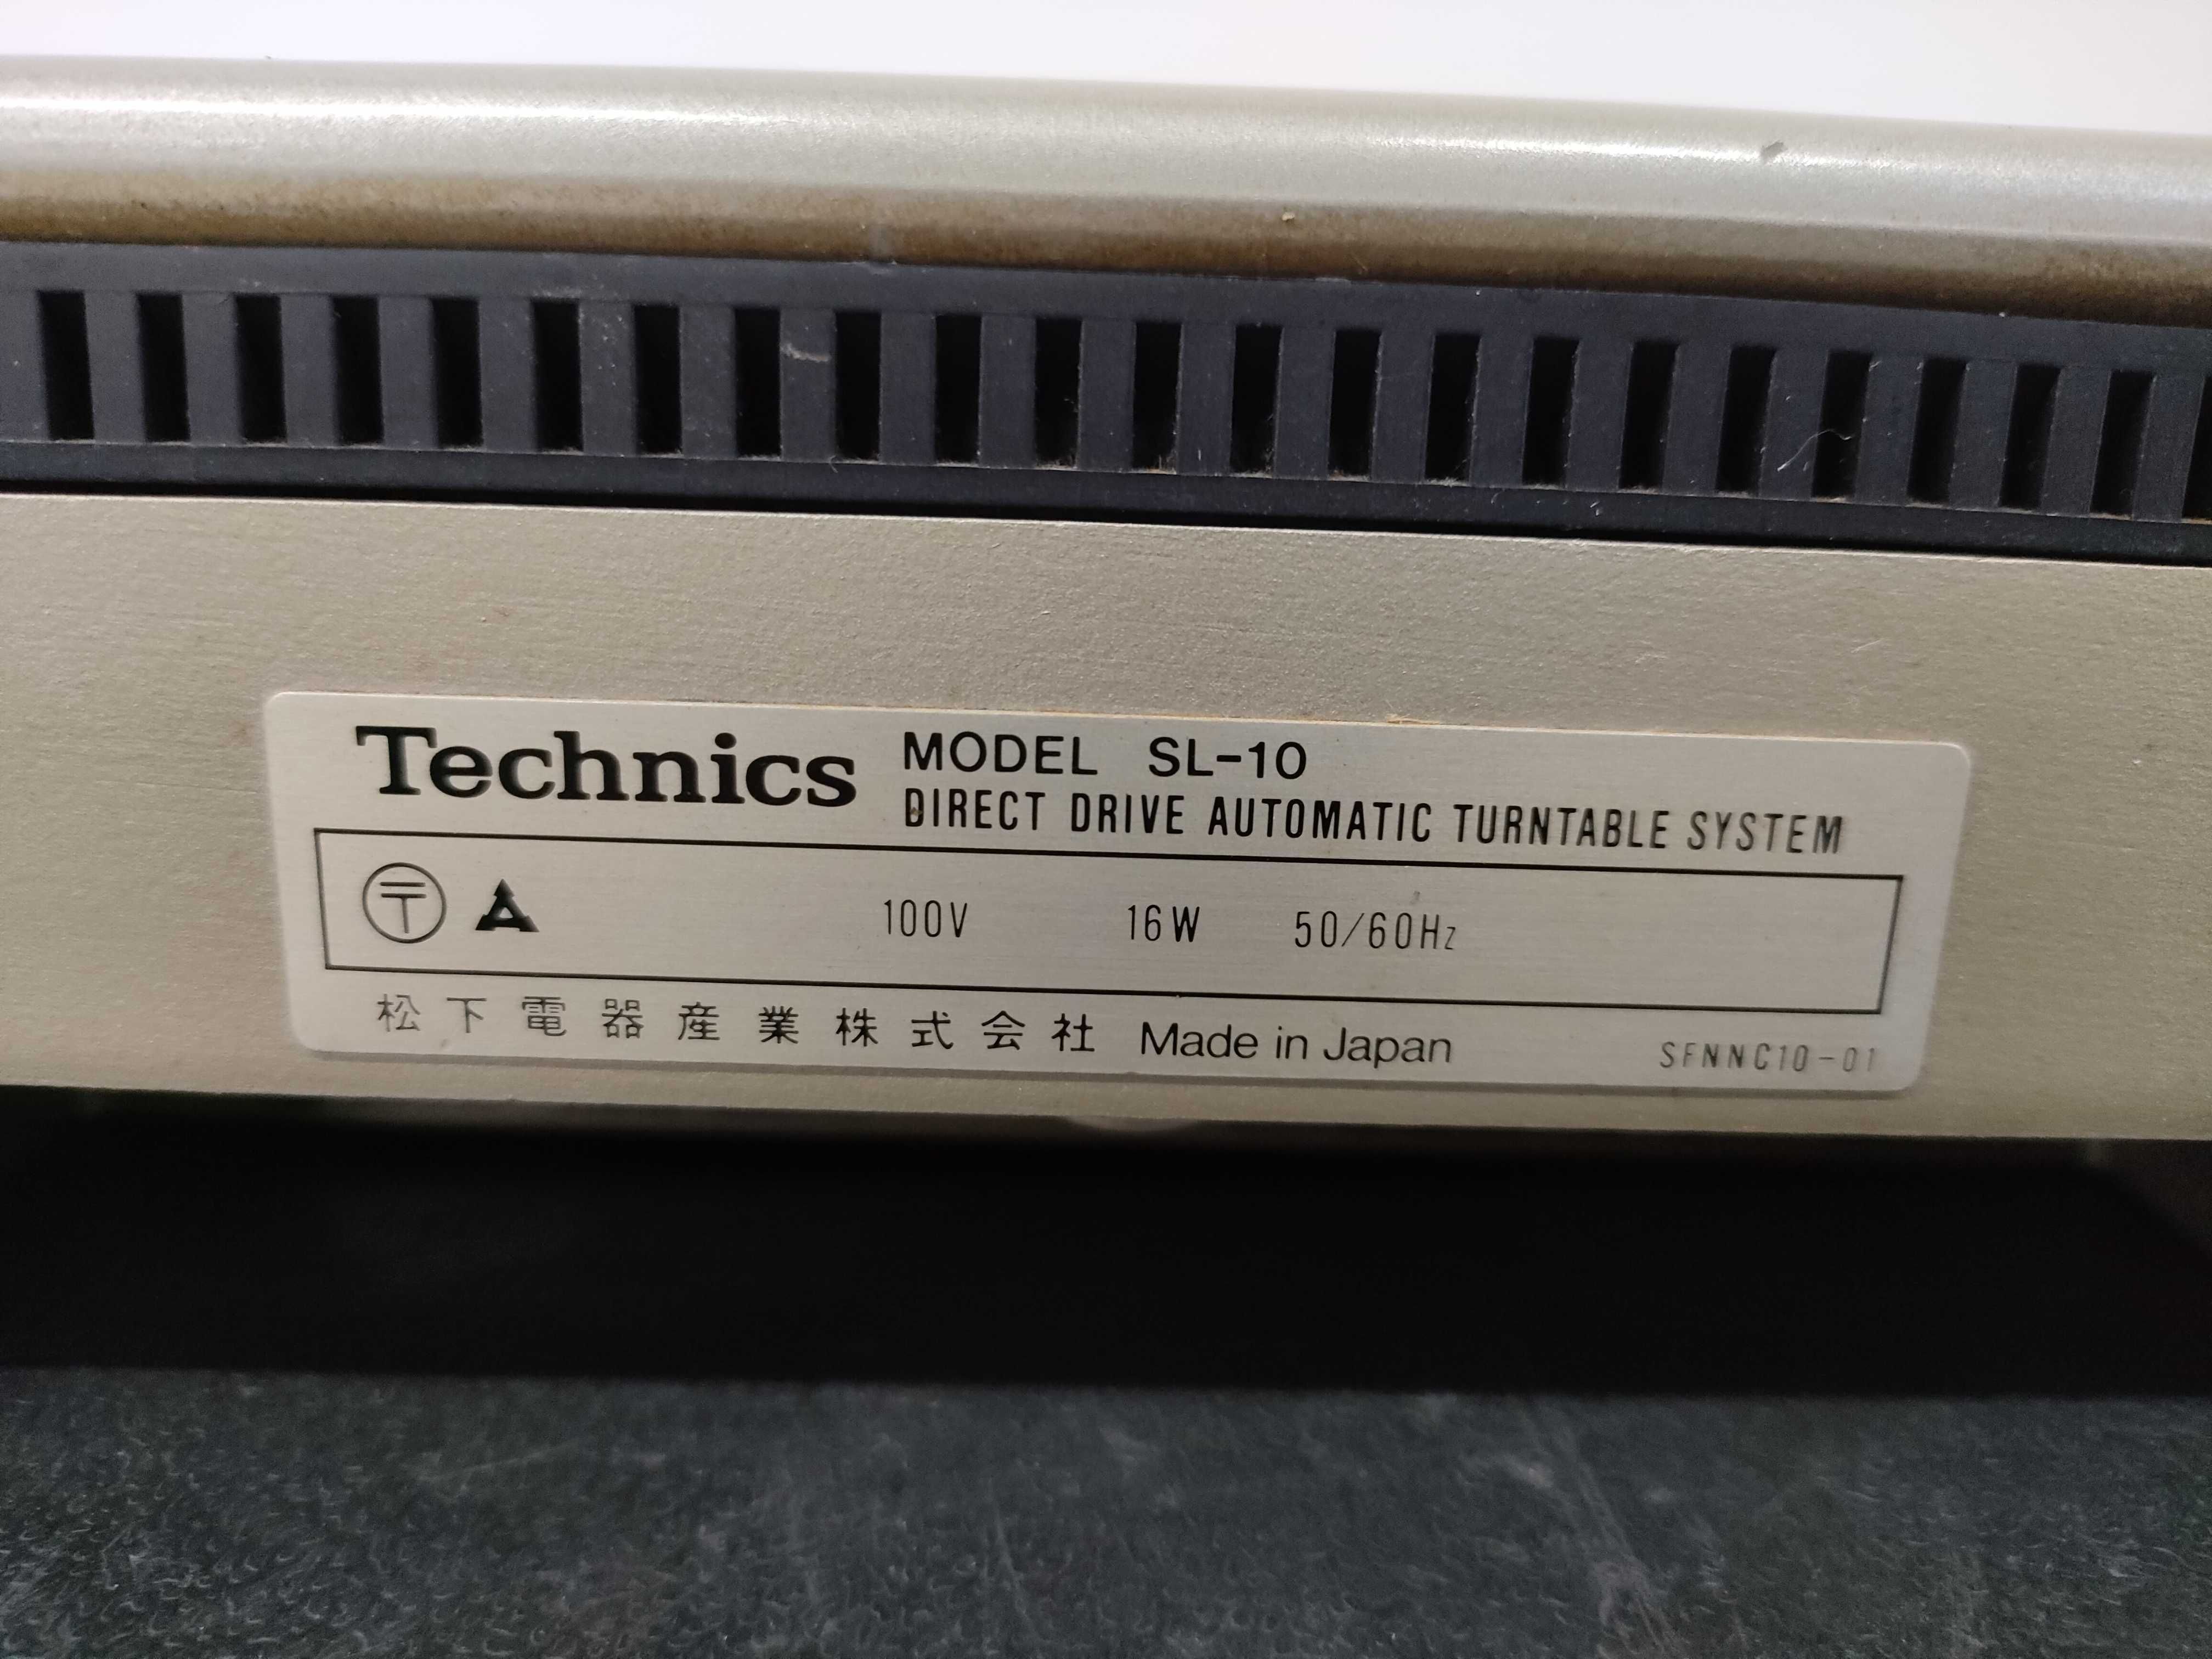 Technics MODEL SL-10
DIRECT DRIVE AUTOMATIC TURNTABLE SYSTEM
〒 A 100V 16W 50/60Hz
松下電器産業株式会社 Made in Japan SFNNC10-01